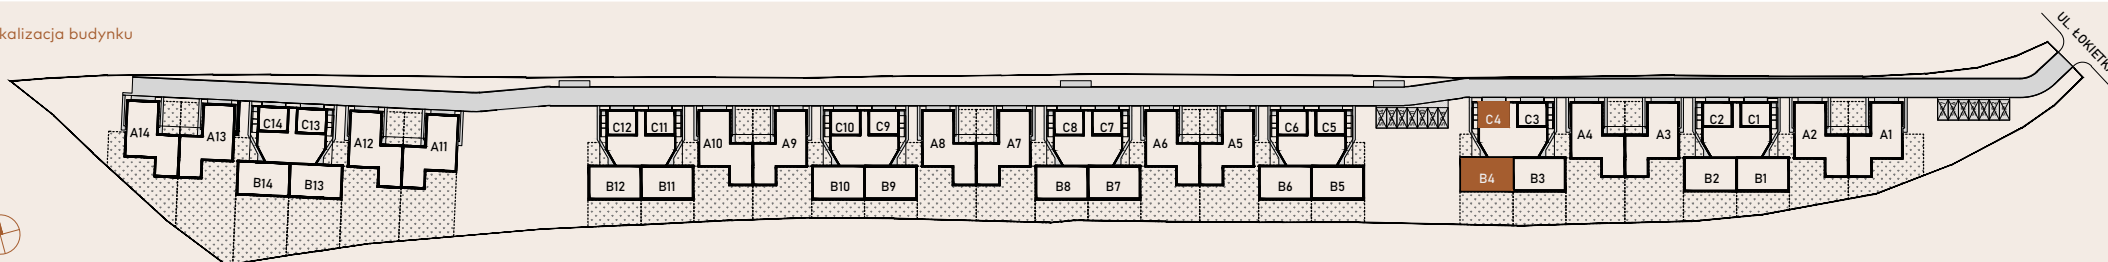 kalizacja budynku
UL. ŁOKIETK
A14
A13
C14
C13
A12
A11
B14
B13
C12
C11
A10
A9
B12
B11
C10
C9
A8
A7
B10
B9
C8
C7
A6
A5
B8
B7
C6
C5
B6
B5
C4
C3
A4
A3
B4
B3
C2
C1
A2
A1
B2
B1